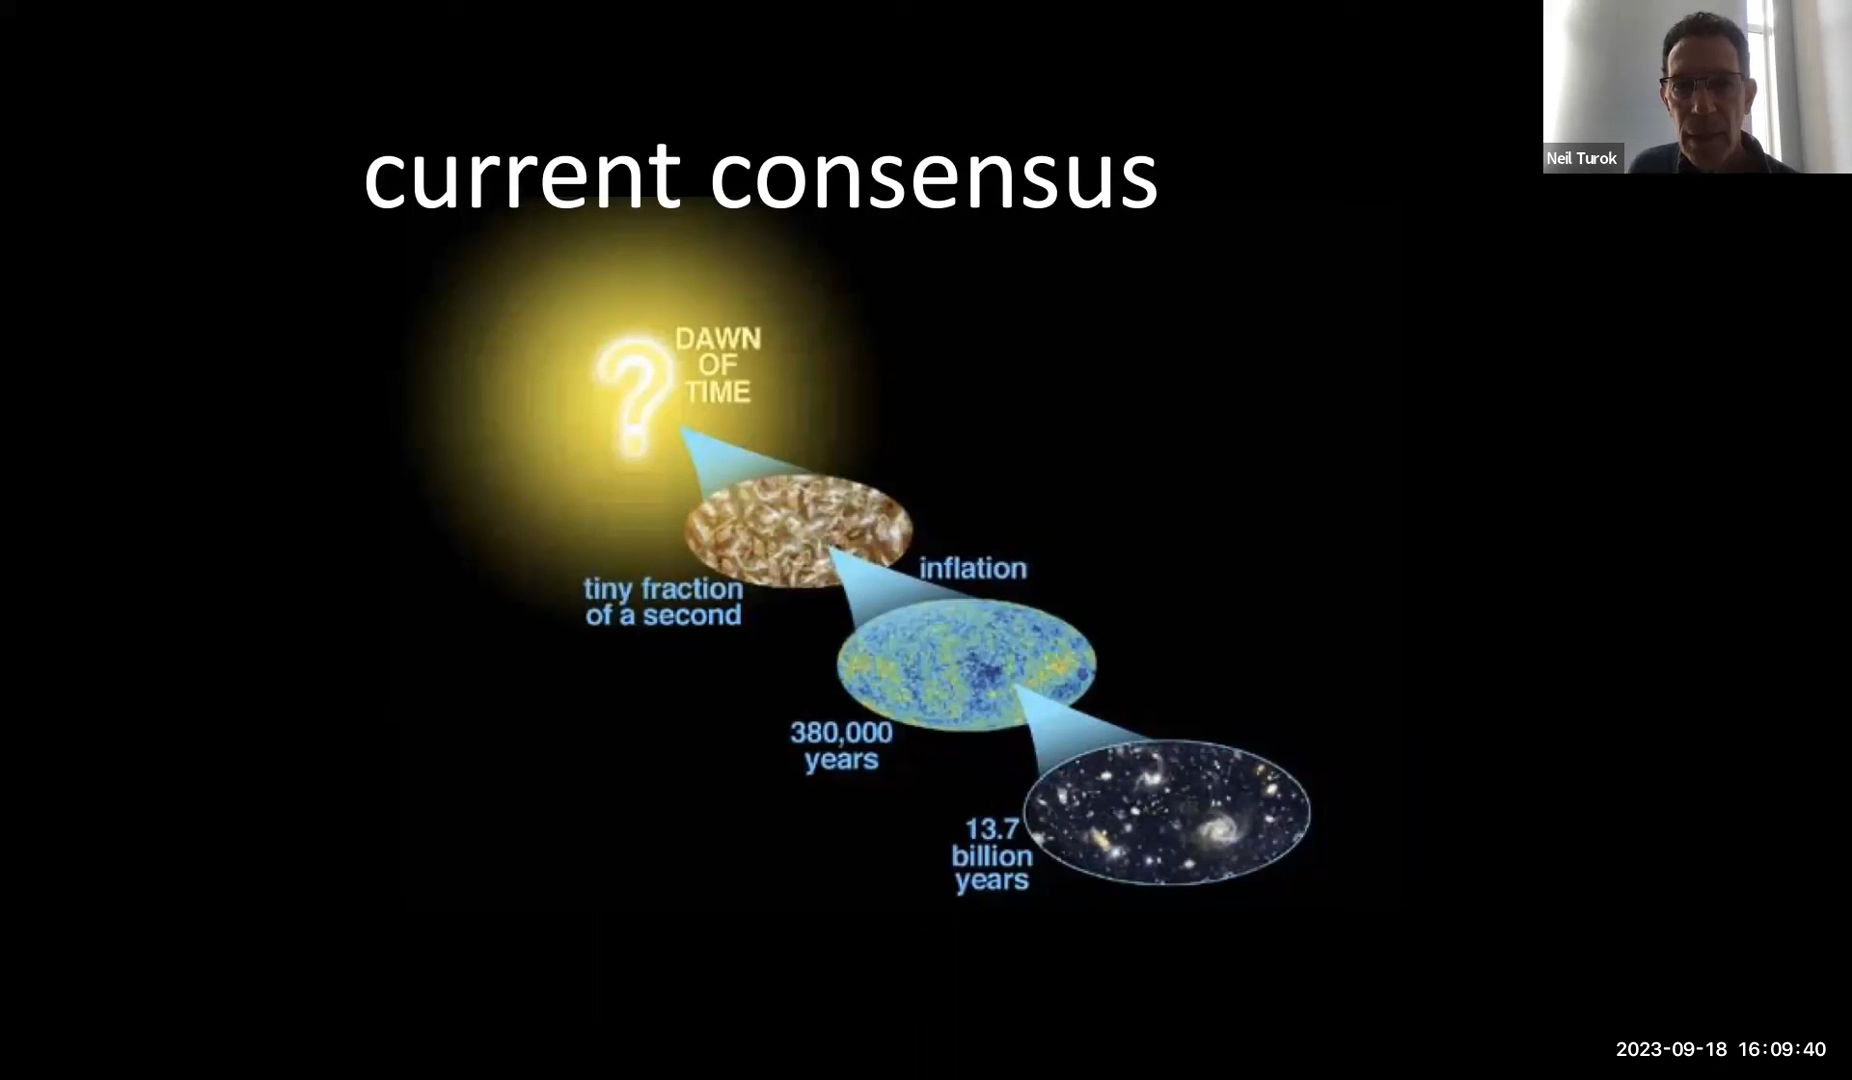 Neil Turok
current consensus
?
DAWN
OF
TIME
inflation
tiny fraction
of a second
380,000
years
13.7
billion
years
2023-09-18 16:09:40